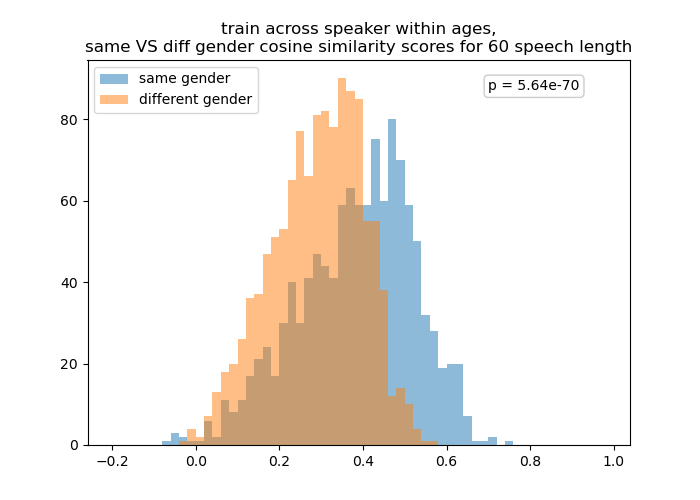 train across speaker within ages,
same VS diff gender cosine similarity scores for 60 speech length
same gender
different gender
p = 5.64e-70
80
60
40
20
0
−0.2 0.0 0.2 0.4 0.6 0.8 1.0